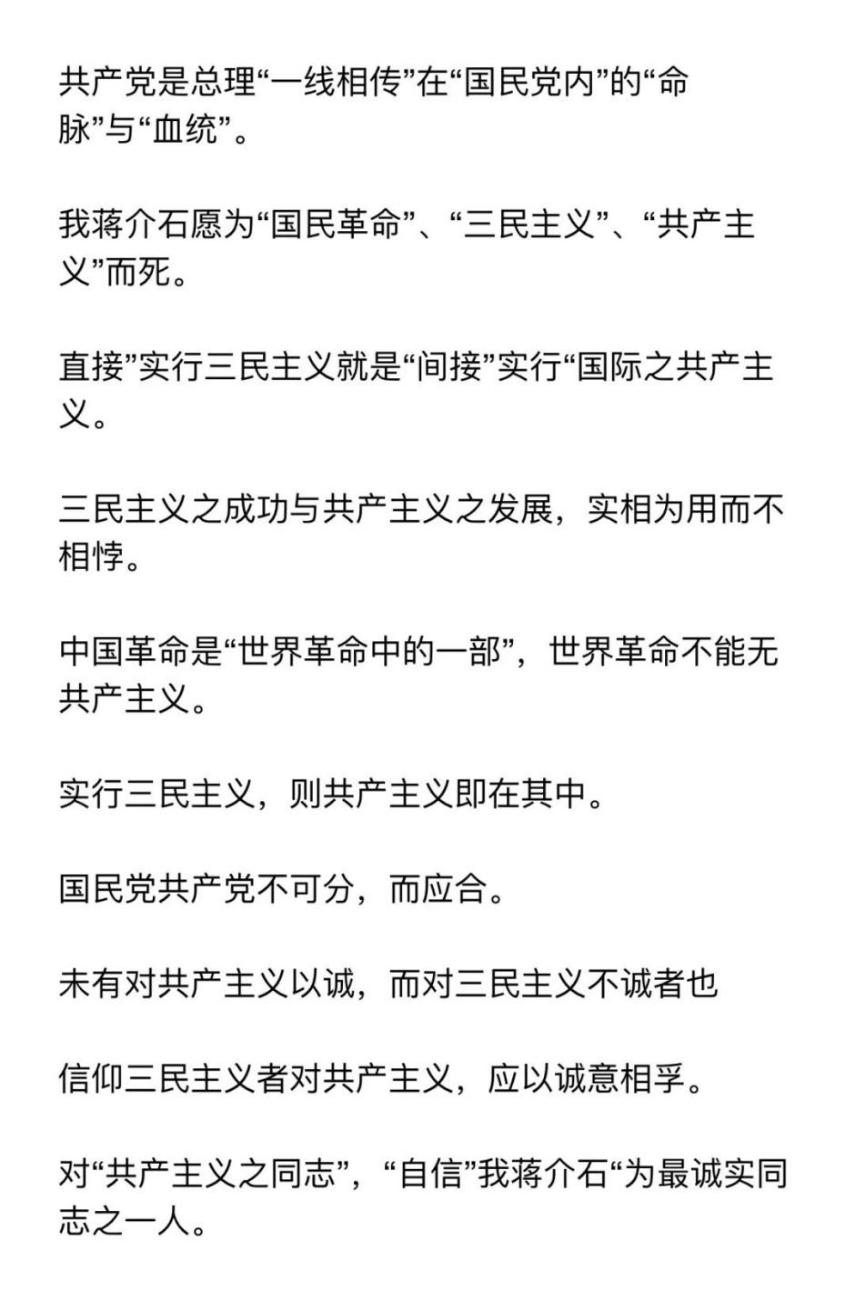 共产党是总理“一线相传”在“国民党内”的“命
脉”与“血统”。
我蒋介石愿为“国民革命”、“三民主义”、“共产主
义”而死。
直接”实行三民主义就是“间接”实行“国际之共产主
义。
三民主义之成功与共产主义之发展，实相为用而不
相悖。
中国革命是“世界革命中的一部”，世界革命不能无
共产主义。
实行三民主义，则共产主义即在其中。
国民党共产党不可分，而应合。
未有对共产主义以诚，而对三民主义不诚者也
信仰三民主义者对共产主义，应以诚意相孚。
对“共产主义之同志”，“自信”我蒋介石“为最诚实同
志之一人。